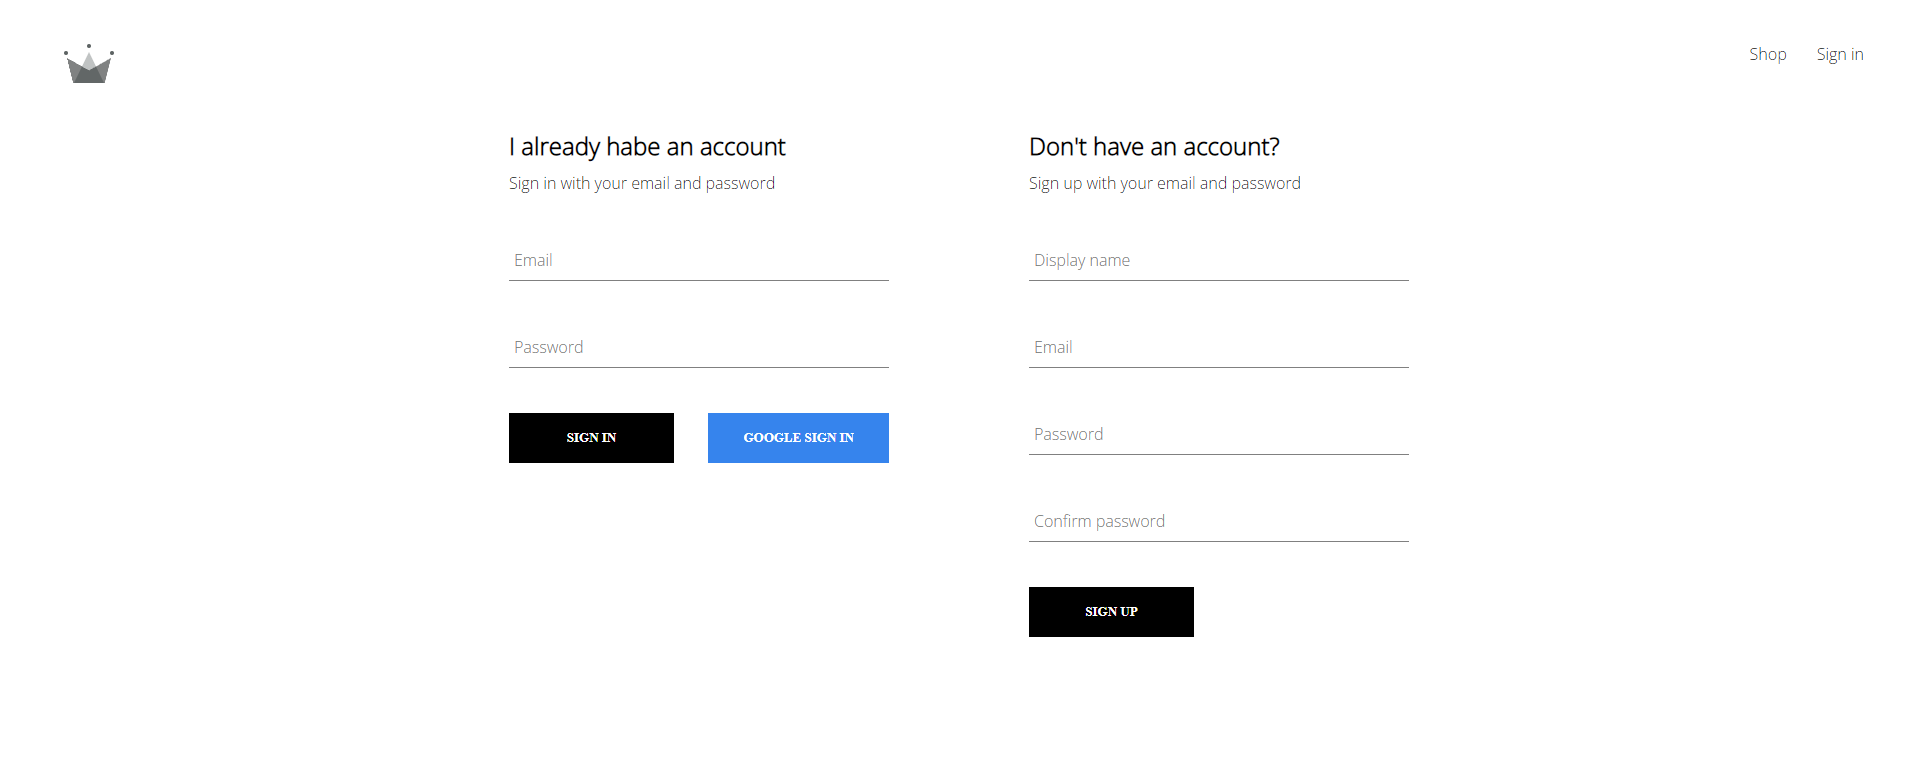 Shop
Sign in
I already habe an account
Sign in with your email and password
Email
Password
SIGN IN
GOOGLE SIGN IN
Don't have an account?
Sign up with your email and password
Display name
Email
Password
Confirm password
SIGN UP